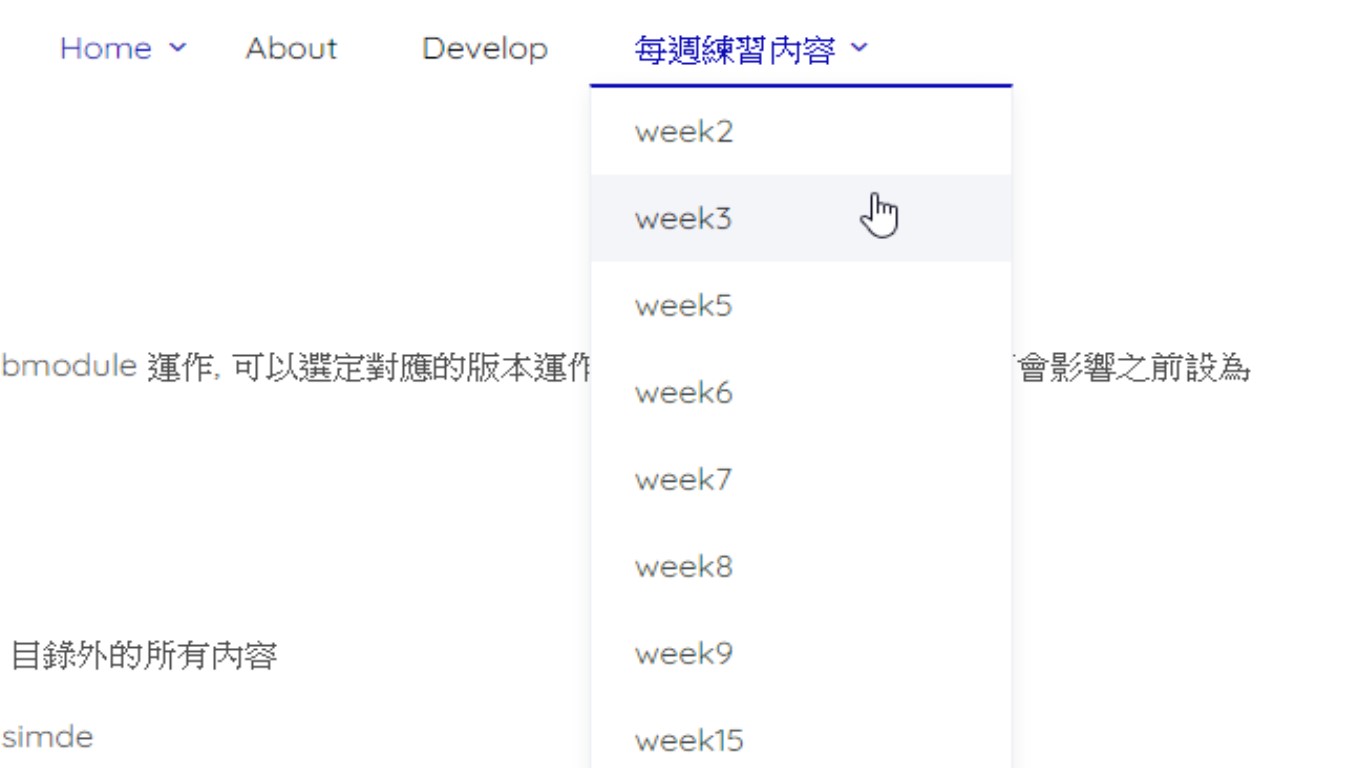 Home About Develop 每週練習內容
week2
week3
week5
bmodule 運作, 可以選定對應的版本運作 會影響之前設為
week6
week7
week8
目錄外的所有內容
week9
simde
week15